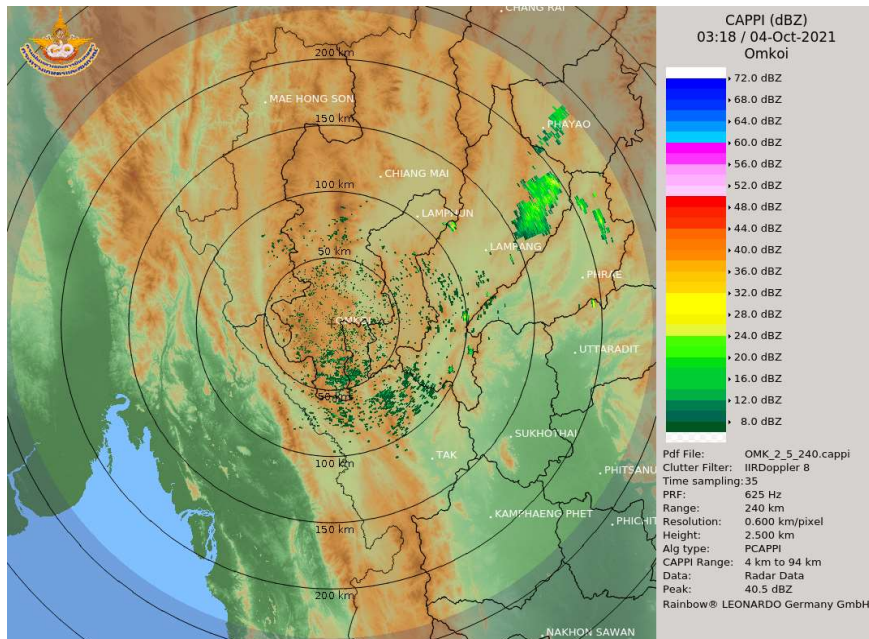 CHANG RAI
200 km
MAE HONG SON
150 km
PHAYAO
CHIANG MAI
100 km
LAMPHUN
LAMPANG
50 km
PHRAE
UTTARADIT
50 km
SUKHOTHAI
100 km
TAK
PHITSANU
KAMPHAENG PHET
PHICHIT
150 km
200 km
NAKHON SAWAN
CAPPI (dBZ)
03:18 / 04-Oct-2021
Omkoi
72.0 dBZ
68.0 dBZ
64.0 dBZ
60.0 dBZ
56.0 dBZ
52.0 dBZ
48.0 dBZ
44.0 dBZ
40.0 dBZ
36.0 dBZ
32.0 dBZ
28.0 dBZ
24.0 dBZ
20.0 dBZ
16.0 dBZ
12.0 dBZ
8.0 dBZ
Pdf File: OMK_2_5_240.cappi
Clutter Filter: IIRDoppler 8
Time sampling: 35
PRF: 625 Hz
Range: 240 km
Resolution: 0.600 km/pixel
Height: 2.500 km
Alg type: PCAPPI
CAPPI Range: 4 km to 94 km
Data: Radar Data
Peak: 40.5 dBZ
Rainbow® LEONARDO Germany GmbH